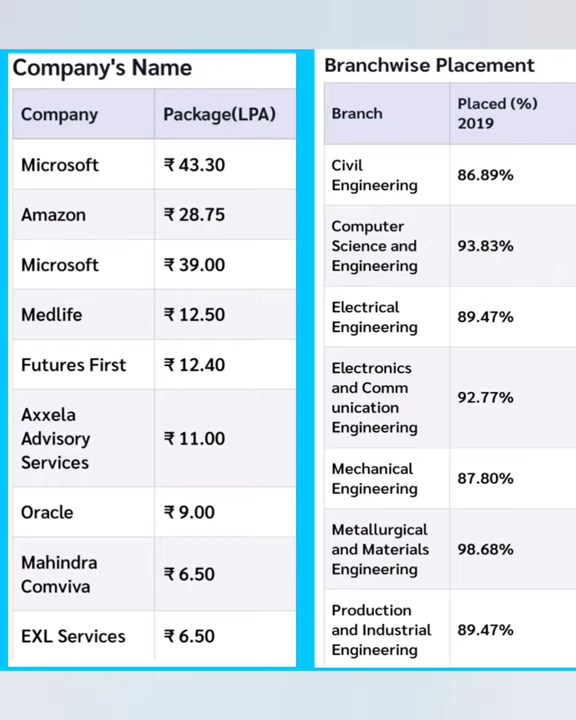 Company's Name
Company Package(LPA)
Microsoft ₹ 43.30
Amazon ₹ 28.75
Microsoft ₹ 39.00
Medlife ₹ 12.50
Futures First ₹ 12.40
Axxela
Advisory ₹ 11.00
Services
Oracle ₹ 9.00
Mahindra
Comviva ₹ 6.50
EXL Services ₹ 6.50
Branchwise Placement
Branch Placed (%)
2019
Civil
Engineering 86.89%
Computer
Science and 93.83%
Engineering
Electrical
Engineering 89.47%
Electronics
and Comm 92.77%
unication
Engineering
Mechanical
Engineering 87.80%
Metallurgical
and Materials 98.68%
Engineering
Production
and Industrial 89.47%
Engineering